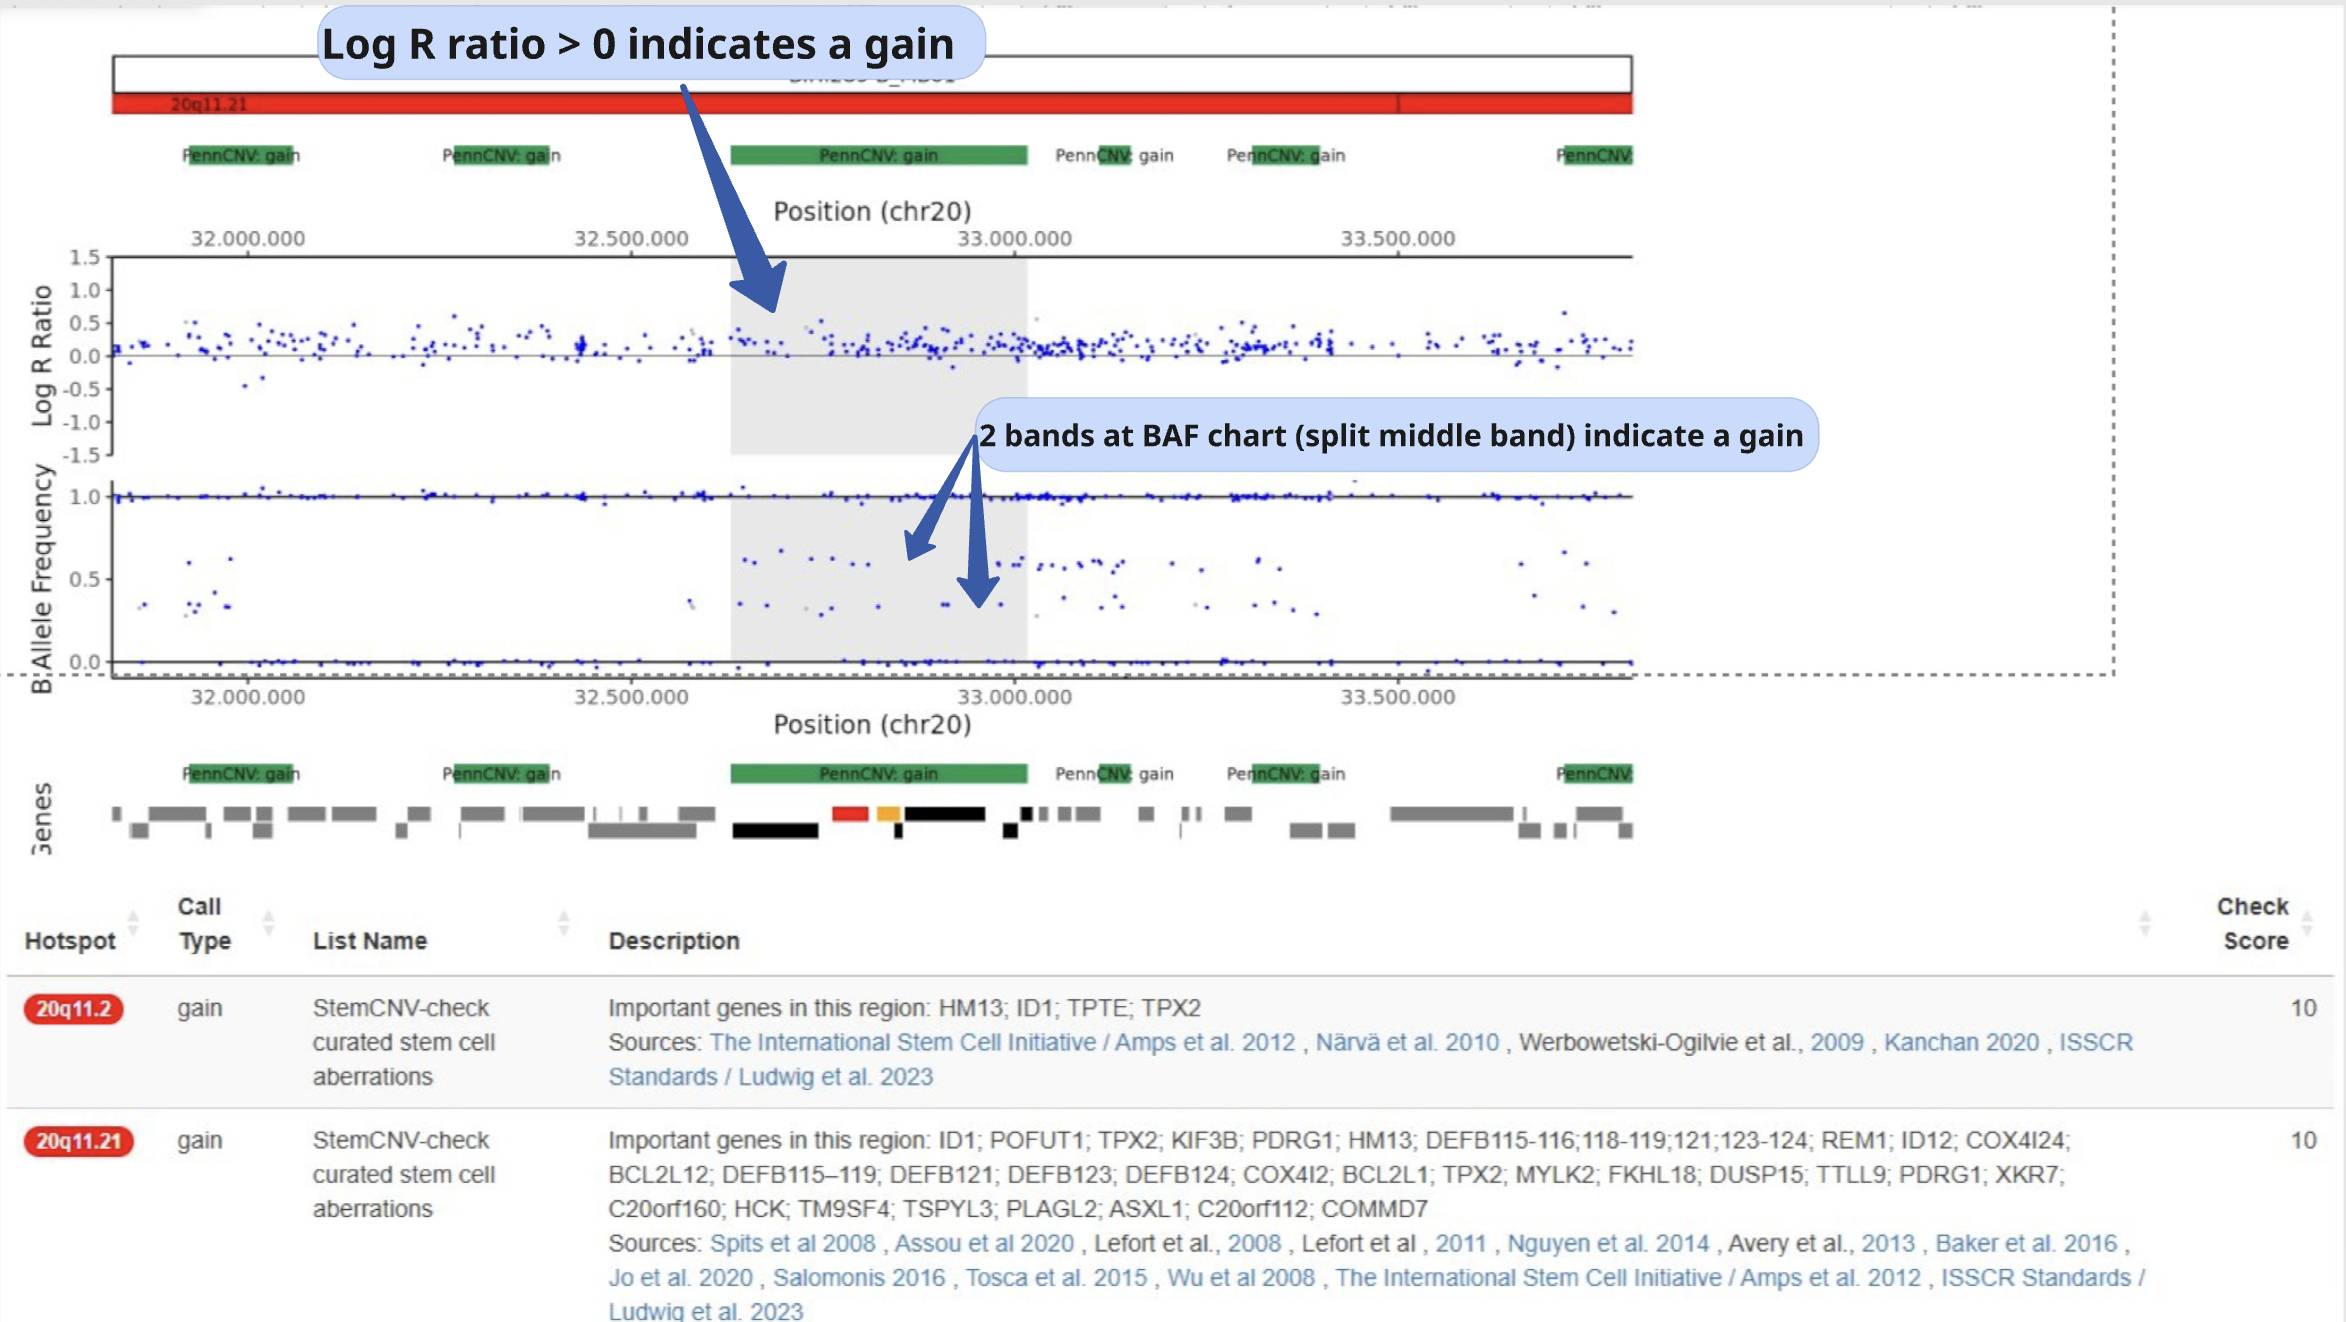 Log R ratio > 0 indicates a gain
20q11.21
PennCNV: gain PennCNV: gain PennCNV: gain PennCNV: gain PennCNV: gain PennCNV:
Position (chr20)
32.000.000 32.500.000 33.000.000 33.500.000
Log R Ratio
1.5
1.0
0.5
0.0
-0.5
-1.0
-1.5
2 bands at BAF chart (split middle band) indicate a gain
B Allele Frequency
1.0
0.5
0.0
32.000.000 32.500.000 33.000.000 33.500.000
Position (chr20)
PennCNV: gain PennCNV: gain PennCNV: gain PennCNV: gain PennCNV: gain PennCNV:
Genes
Hotspot Call Type List Name Description Check Score
20q11.2 gain StemCNV-check curated stem cell aberrations
Important genes in this region: HM13; ID1; TPTE; TPX2
Sources: The International Stem Cell Initiative / Amps et al. 2012 , Närvä et al. 2010 , Werbowetski-Ogilvie et al., 2009 , Kanchan 2020 , ISSCR
Standards / Ludwig et al. 2023
10
20q11.21 gain StemCNV-check curated stem cell aberrations
Important genes in this region: ID1; POFUT1; TPX2; KIF3B; PDRG1; HM13; DEFB115-116;118-119;121;123-124; REM1; ID12; COX4I24;
BCL2L12; DEFB115–119; DEFB121; DEFB123; DEFB124; COX4I2; BCL2L1; TPX2; MYLK2; FKHL18; DUSP15; TTLL9; PDRG1; XKR7;
C20orf160; HCK; TM9SF4; TSPYL3; PLAGL2; ASXL1; C20orf112; COMMD7
Sources: Spits et al 2008 , Assou et al 2020 , Lefort et al., 2008 , Lefort et al , 2011 , Nguyen et al. 2014 , Avery et al., 2013 , Baker et al. 2016 ,
Jo et al. 2020 , Salomonis 2016 , Tosca et al. 2015 , Wu et al 2008 , The International Stem Cell Initiative / Amps et al. 2012 , ISSCR Standards /
Ludwig et al. 2023
10